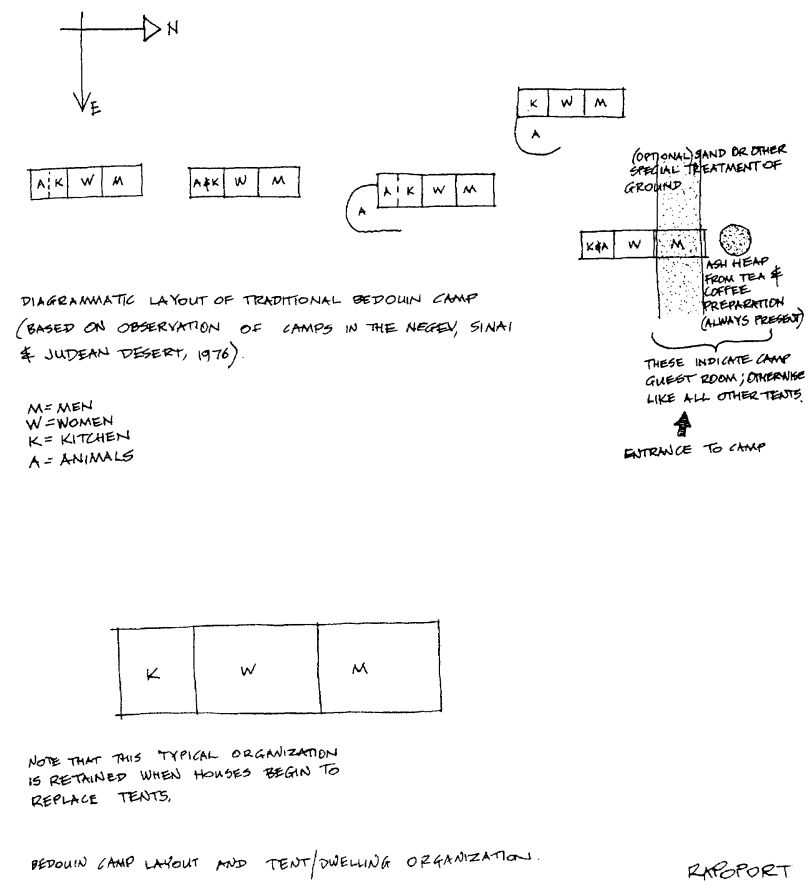 N
E
K W M
A
(OPTIONAL) SAND OR OTHER
SPECIAL TREATMENT OF
GROUND
A K W M
A&K W M
A K W M
A
K&A W M
ASH HEAP
FROM TEA &
COFFEE
PREPARATION
(ALWAYS PRESENT)
DIAGRAMMATIC LAYOUT OF TRADITIONAL BEDOUIN CAMP
(BASED ON OBSERVATION OF CAMPS IN THE NEGEV, SINAI
& JUDEAN DESERT, 1976).
THESE INDICATE CAMP
GUEST ROOM; OTHERWISE
LIKE ALL OTHER TENTS.
ENTRANCE TO CAMP
M = MEN
W = WOMEN
K = KITCHEN
A = ANIMALS
K W M
NOTE THAT THIS TYPICAL ORGANIZATION
IS RETAINED WHEN HOUSES BEGIN TO
REPLACE TENTS.
BEDOUIN CAMP LAYOUT AND TENT/DWELLING ORGANIZATION.
RAPOPORT